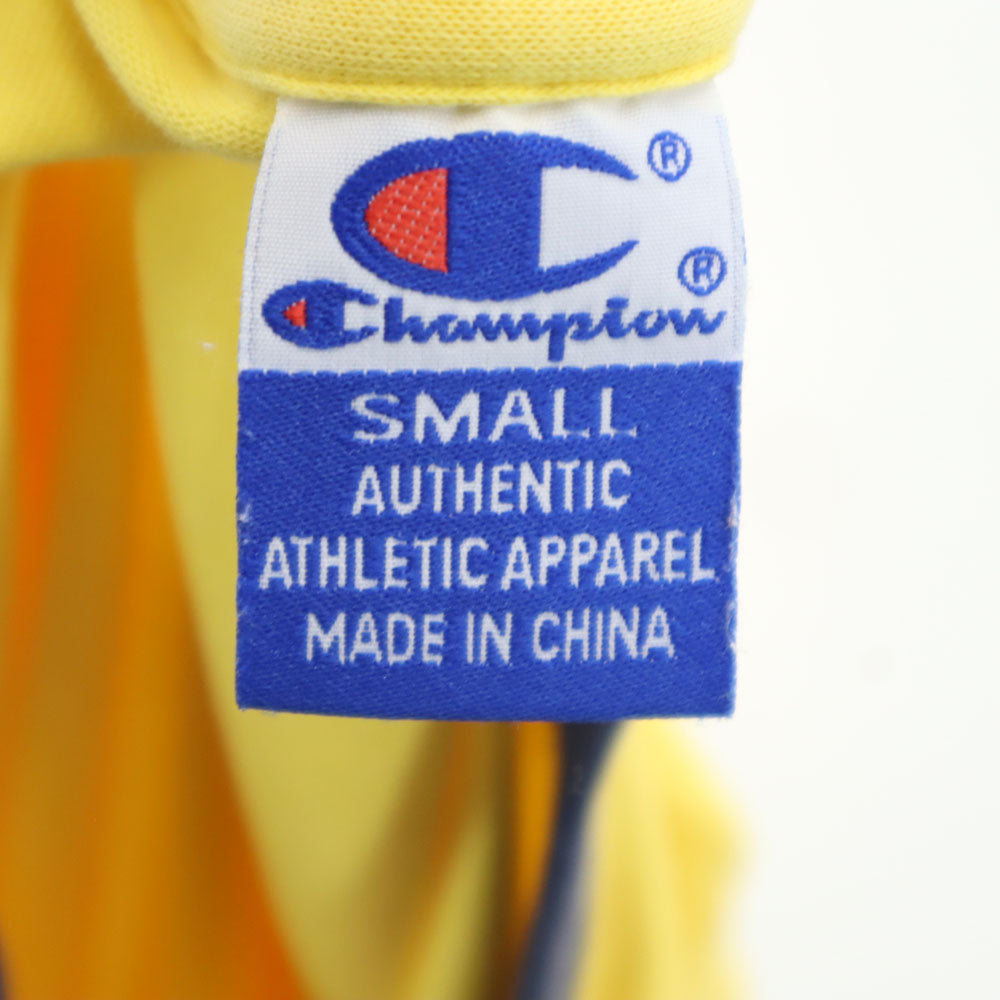 ®
Champion®
SMALL
AUTHENTIC
ATHLETIC APPAREL
MADE IN CHINA